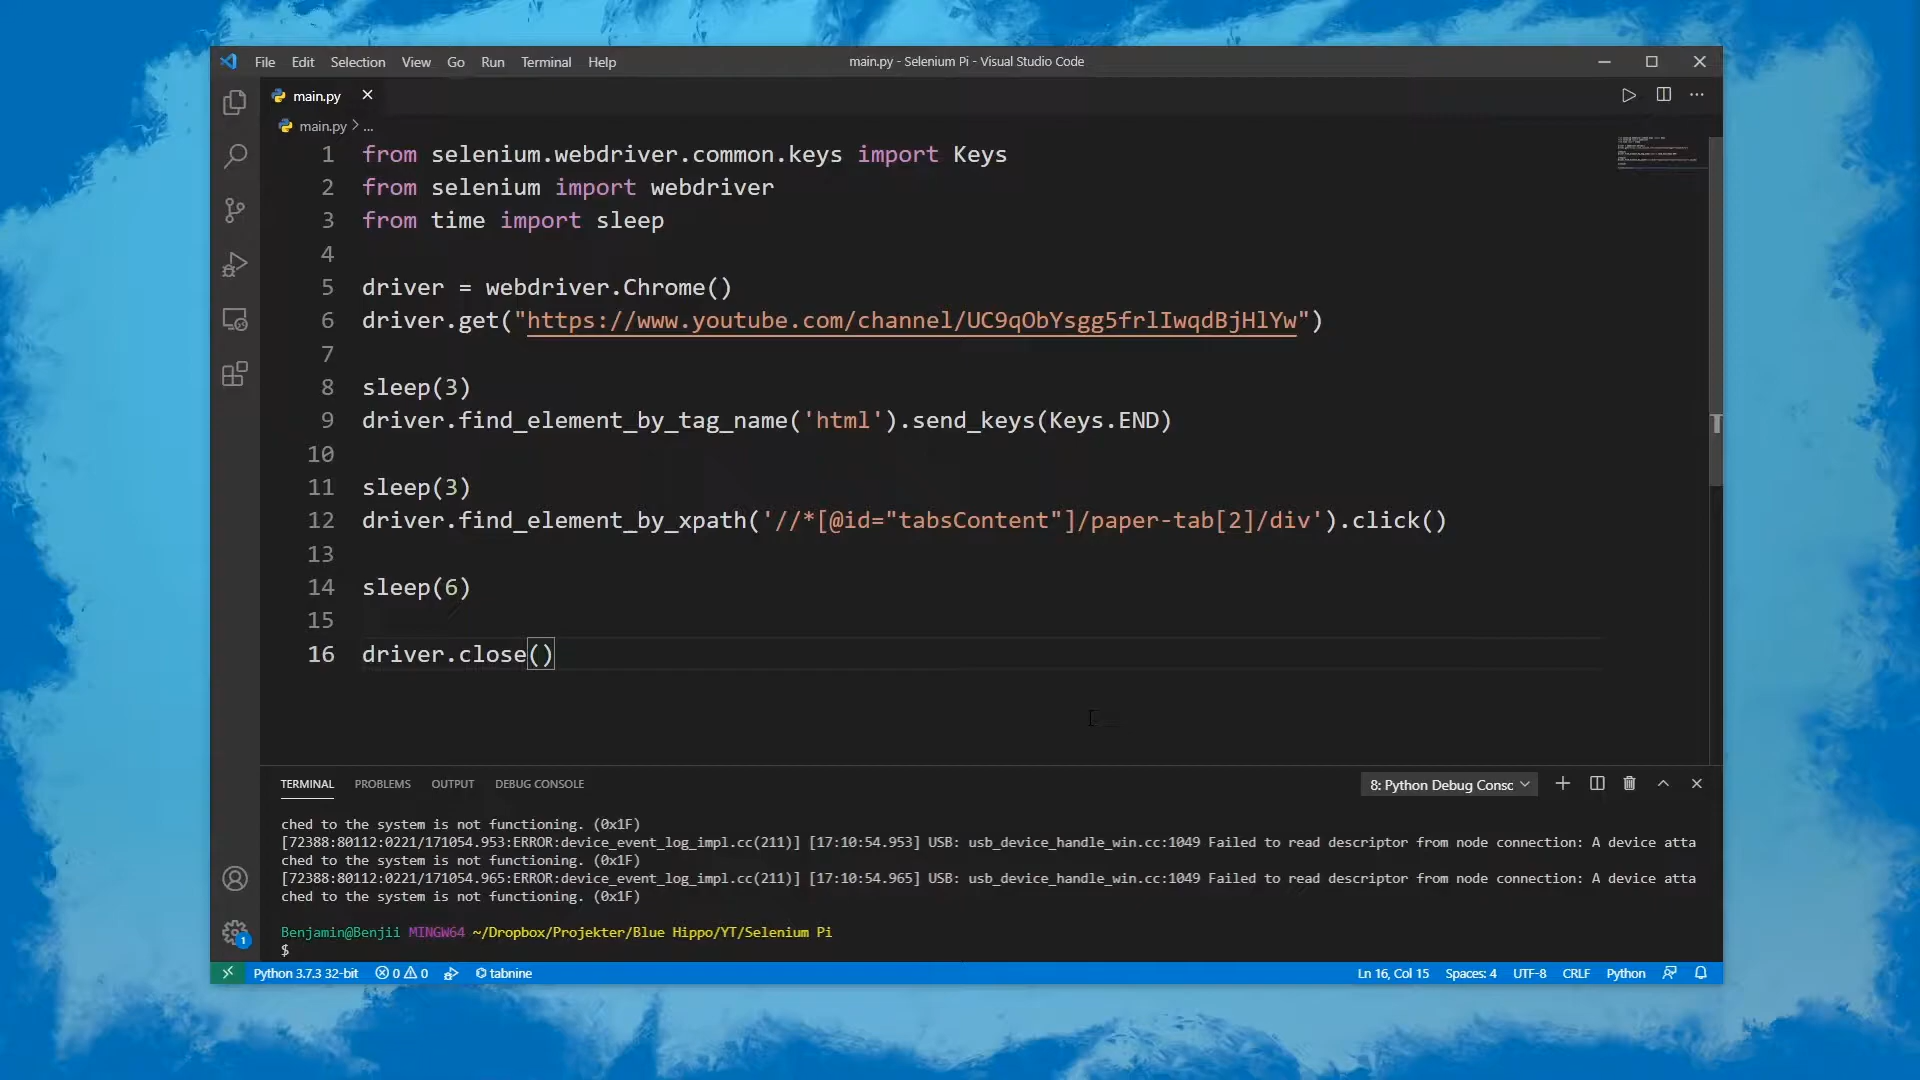 File Edit Selection View Go Run Terminal Help
main.py - Selenium Pi - Visual Studio Code
main.py
main.py > ...
1 from selenium.webdriver.common.keys import Keys
2 from selenium import webdriver
3 from time import sleep
4
5 driver = webdriver.Chrome()
6 driver.get("https://www.youtube.com/channel/UC9qObYsgg5frlIwqdBjHlYw")
7
8 sleep(3)
9 driver.find_element_by_tag_name('html').send_keys(Keys.END)
10
11 sleep(3)
12 driver.find_element_by_xpath('//*[@id="tabsContent"]/paper-tab[2]/div').click()
13
14 sleep(6)
15
16 driver.close()
TERMINAL PROBLEMS OUTPUT DEBUG CONSOLE
8: Python Debug Consc
ched to the system is not functioning. (0x1F)
[72388:80112:0221/171054.953:ERROR:device_event_log_impl.cc(211)] [17:10:54.953] USB: usb_device_handle_win.cc:1049 Failed to read descriptor from node connection: A device atta
ched to the system is not functioning. (0x1F)
[72388:80112:0221/171054.965:ERROR:device_event_log_impl.cc(211)] [17:10:54.965] USB: usb_device_handle_win.cc:1049 Failed to read descriptor from node connection: A device atta
ched to the system is not functioning. (0x1F)
Benjamin@Benjii MINGW64 ~/Dropbox/Projekter/Blue Hippo/YT/Selenium Pi
$
1
Python 3.7.3 32-bit 0 0 tabnine Ln 16, Col 15 Spaces: 4 UTF-8 CRLF Python